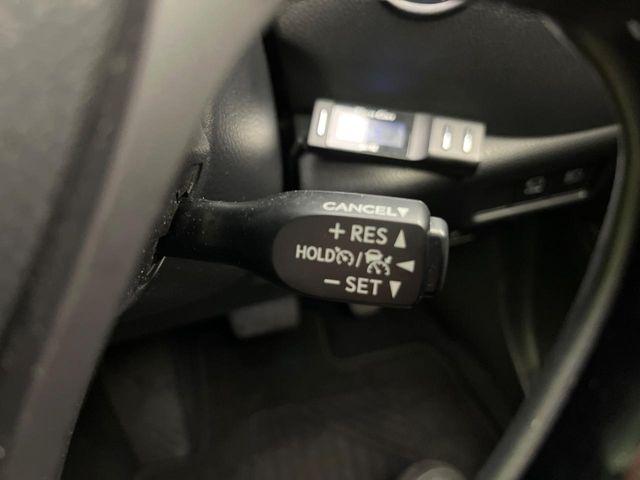 CANCEL▼
+ RES ▲
HOLD / ◄
− SET ▼